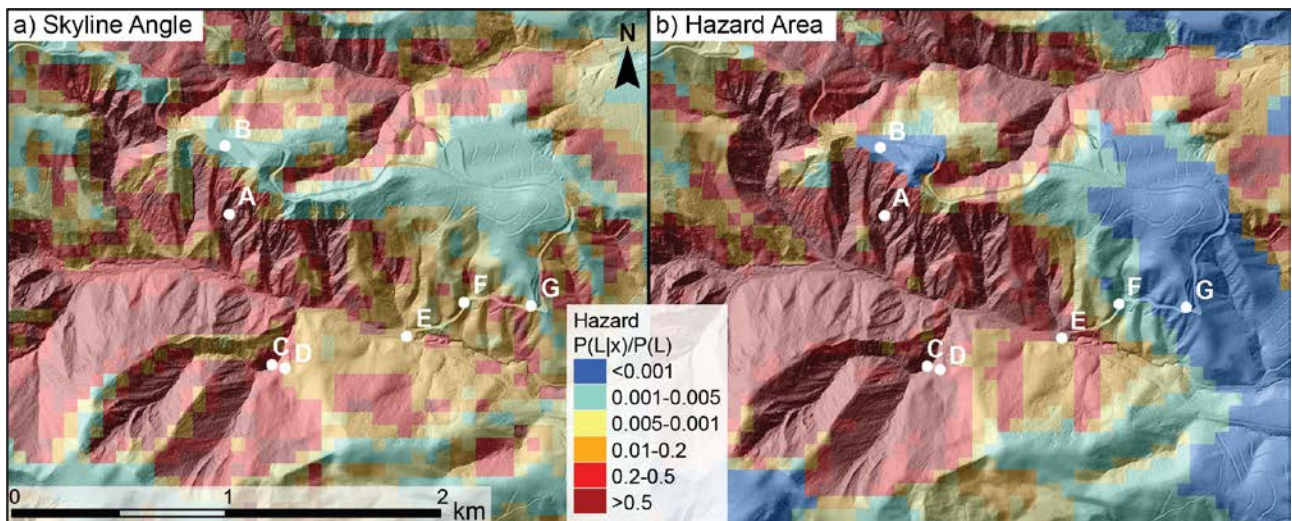 a) Skyline Angle
b) Hazard Area
N
B
A
F
G
E
C
D
B
A
F
G
E
C
D
Hazard
P(L|x)/P(L)
<0.001
0.001-0.005
0.005-0.001
0.01-0.2
0.2-0.5
>0.5
0
1
2
km